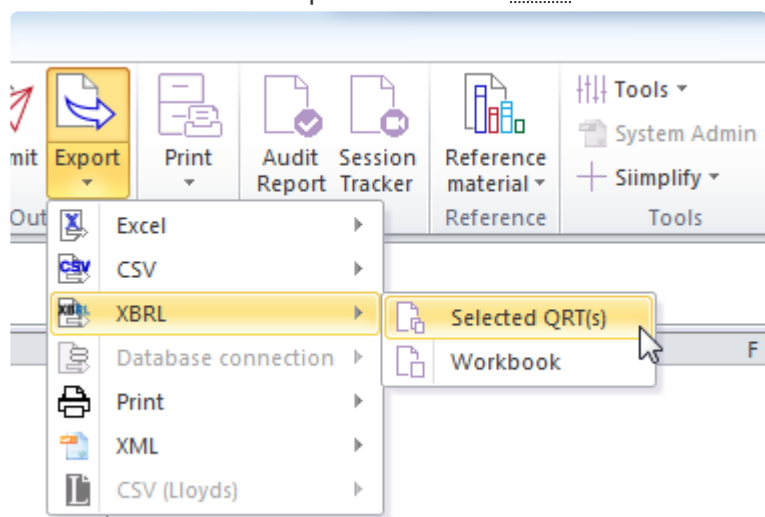 mit Export Print Audit Report Session Tracker Reference material Tools
System Admin
Siimplify
Out Reference Tools
Excel
CSV
XBRL
Selected QRT(s)
F
Database connection
Workbook
Print
XML
CSV (Lloyds)